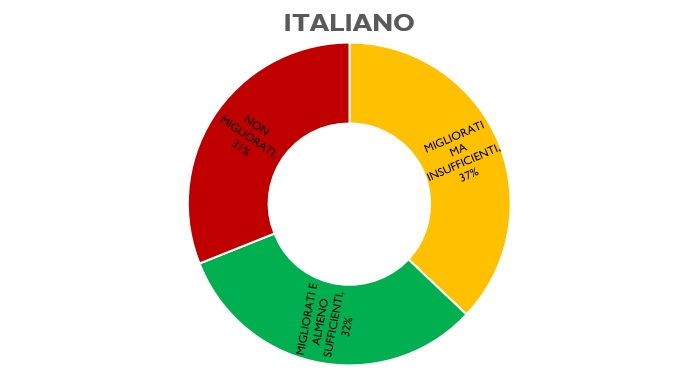 ITALIANO
MIGLIORATI
MA
INSUFFICIENTI,
37%
MIGLIORATI E
ALMENO
SUFFICIENTI,
32%
NON
MIGLIORATI,
31%